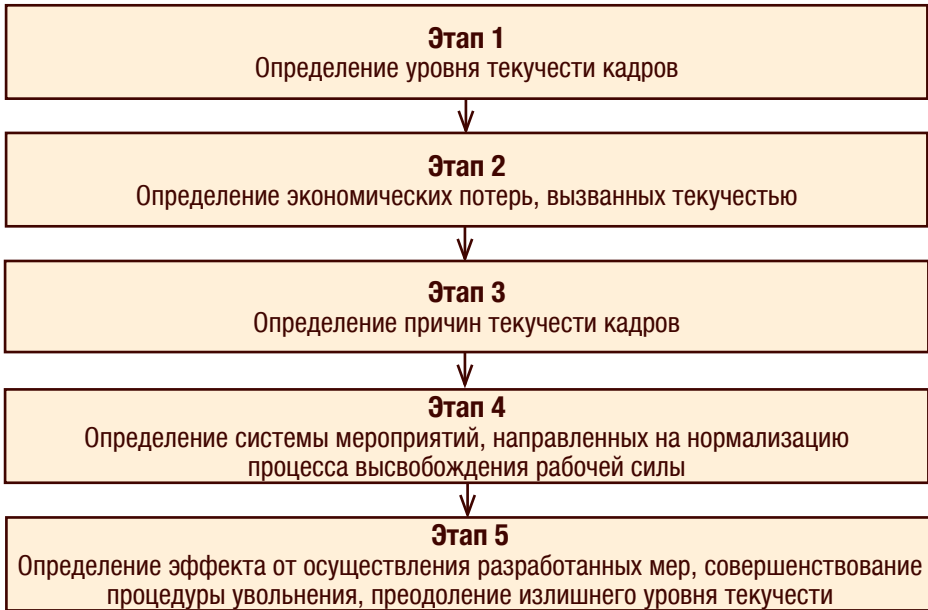 Этап 1
Определение уровня текучести кадров
Этап 2
Определение экономических потерь, вызванных текучестью
Этап 3
Определение причин текучести кадров
Этап 4
Определение системы мероприятий, направленных на нормализацию
процесса высвобождения рабочей силы
Этап 5
Определение эффекта от осуществления разработанных мер, совершенствование
процедуры увольнения, преодоление излишнего уровня текучести